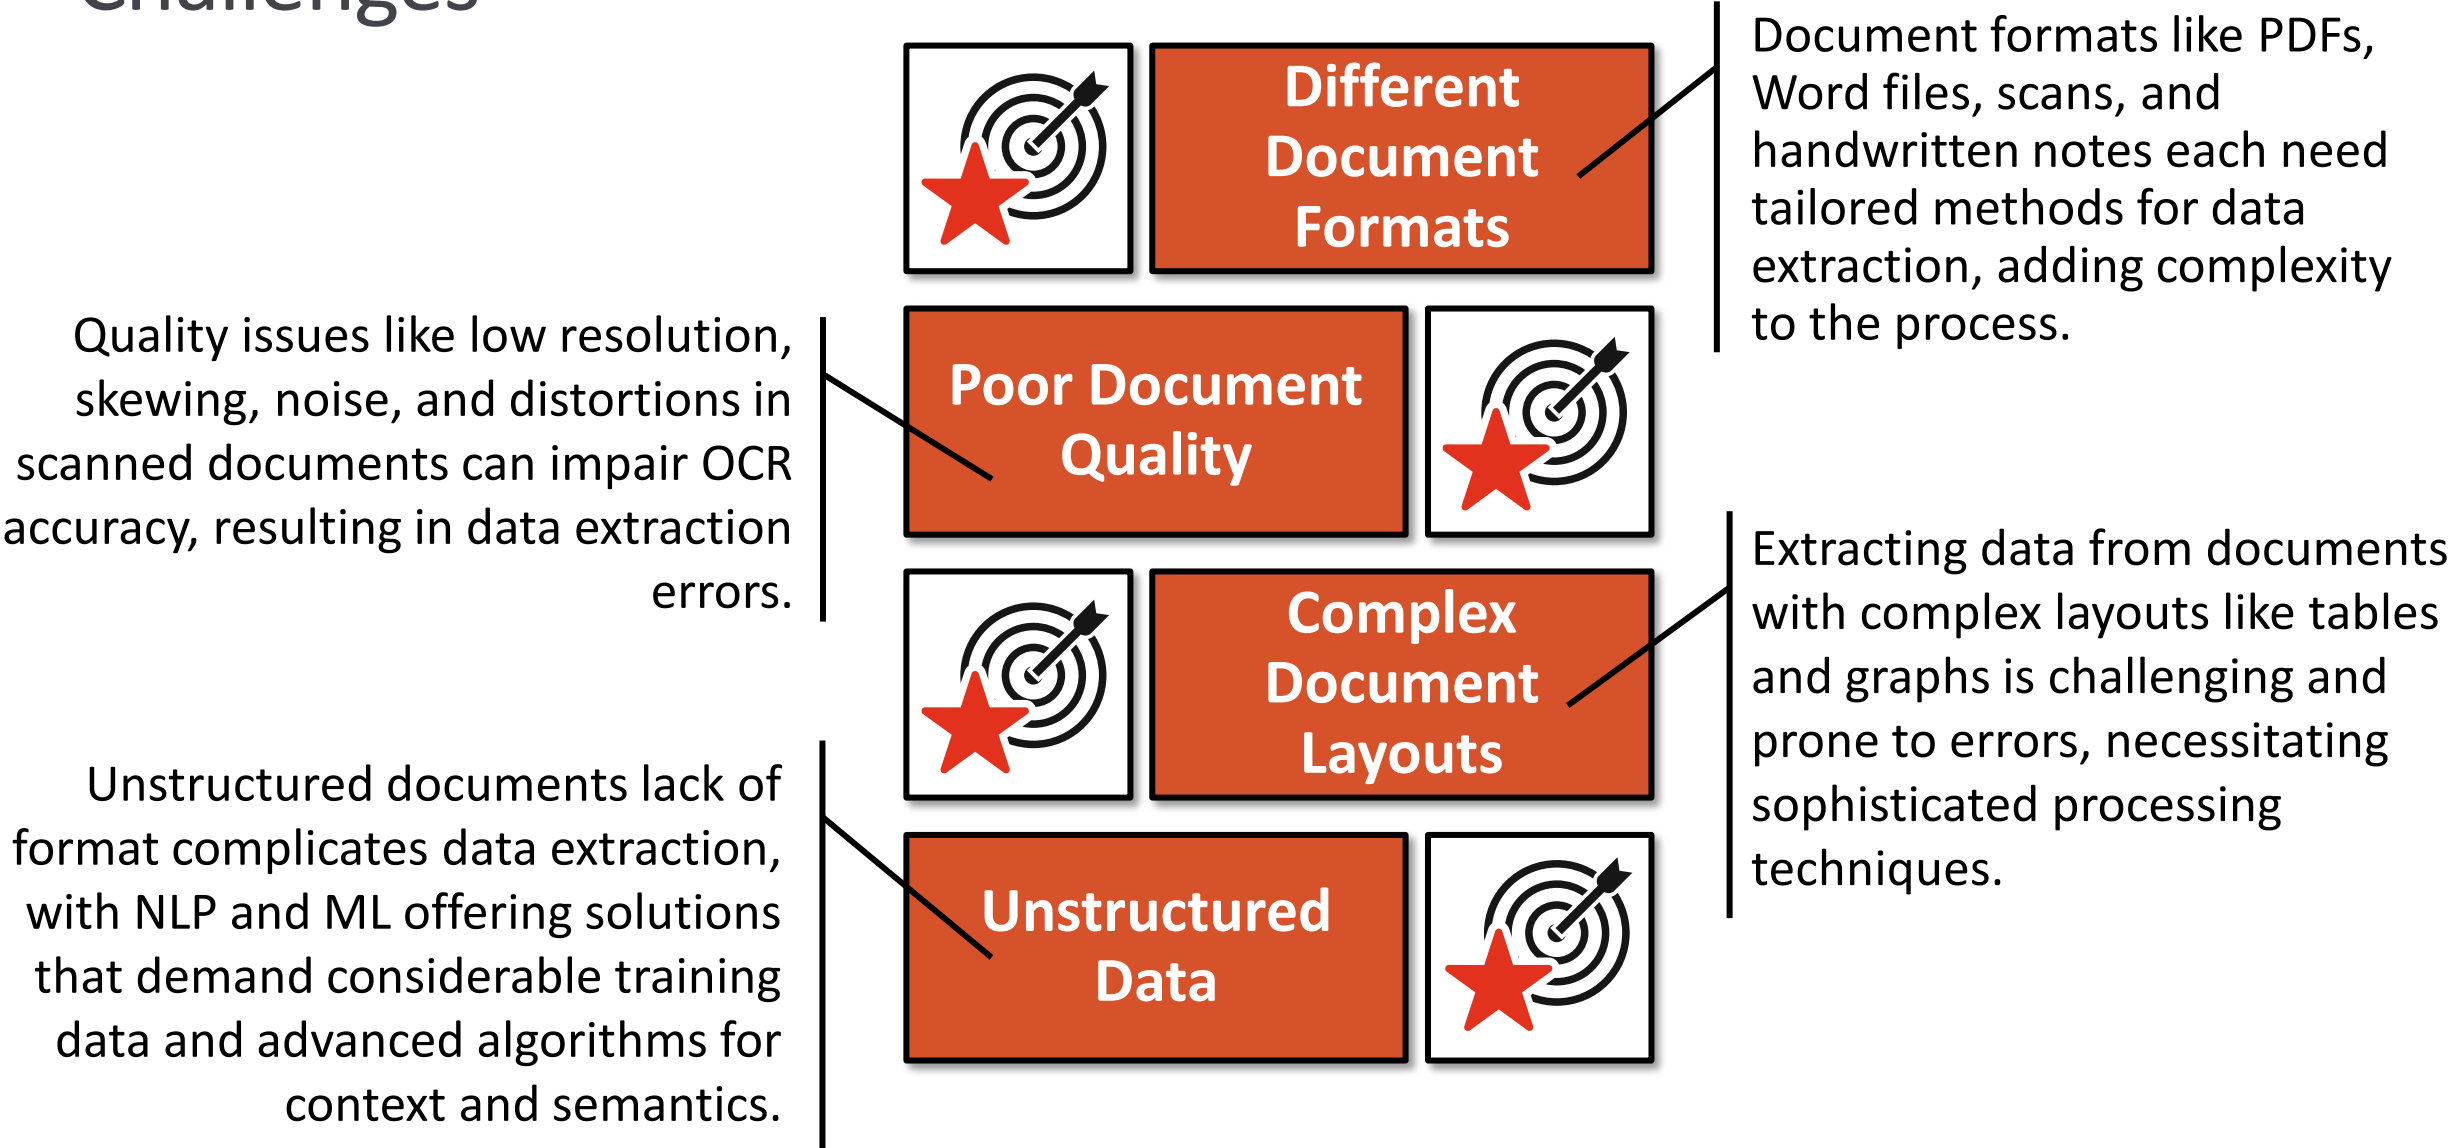 Challenges
Different
Document
Formats
Document formats like PDFs,
Word files, scans, and
handwritten notes each need
tailored methods for data
extraction, adding complexity
to the process.
Quality issues like low resolution,
skewing, noise, and distortions in
scanned documents can impair OCR
accuracy, resulting in data extraction
errors.
Poor Document
Quality
Complex
Document
Layouts
Extracting data from documents
with complex layouts like tables
and graphs is challenging and
prone to errors, necessitating
sophisticated processing
techniques.
Unstructured documents lack of
format complicates data extraction,
with NLP and ML offering solutions
that demand considerable training
data and advanced algorithms for
context and semantics.
Unstructured
Data